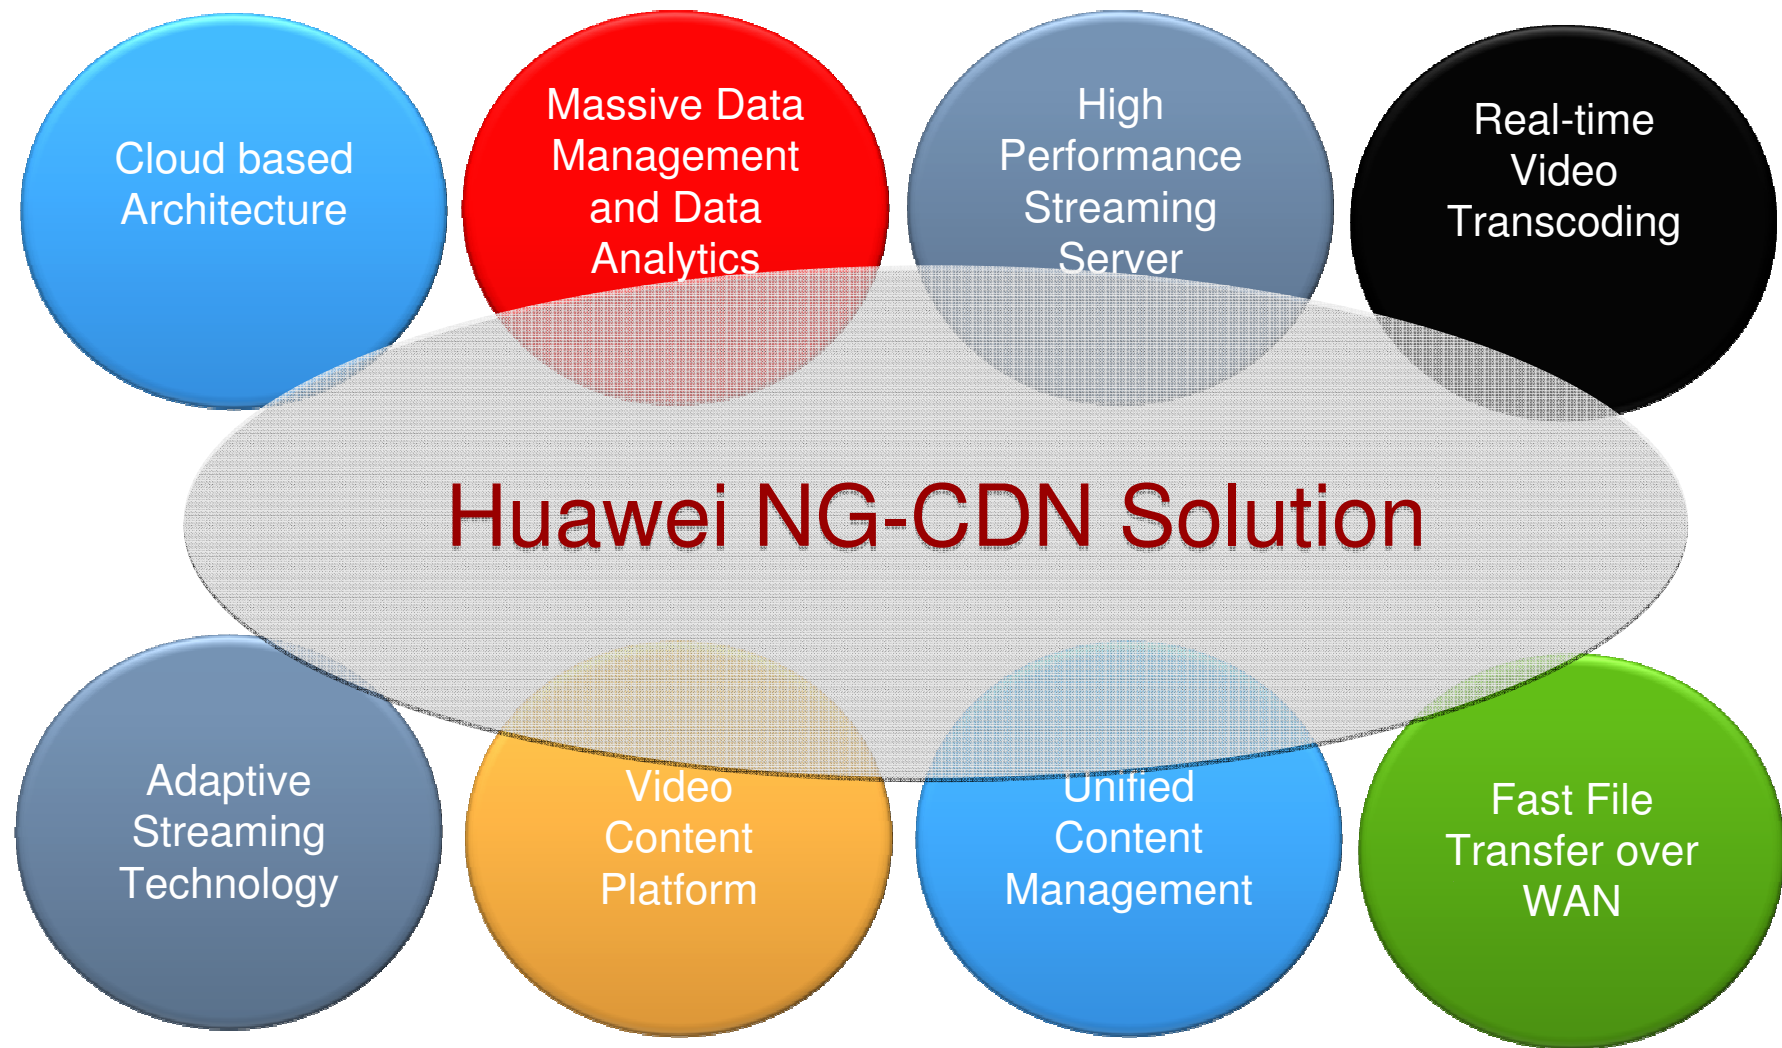 Cloud based
Architecture
Massive Data
Management
and Data
Analytics
High
Performance
Streaming
Server
Real-time
Video
Transcoding
Huawei NG-CDN Solution
Adaptive
Streaming
Technology
Video
Content
Platform
Unified
Content
Management
Fast File
Transfer over
WAN